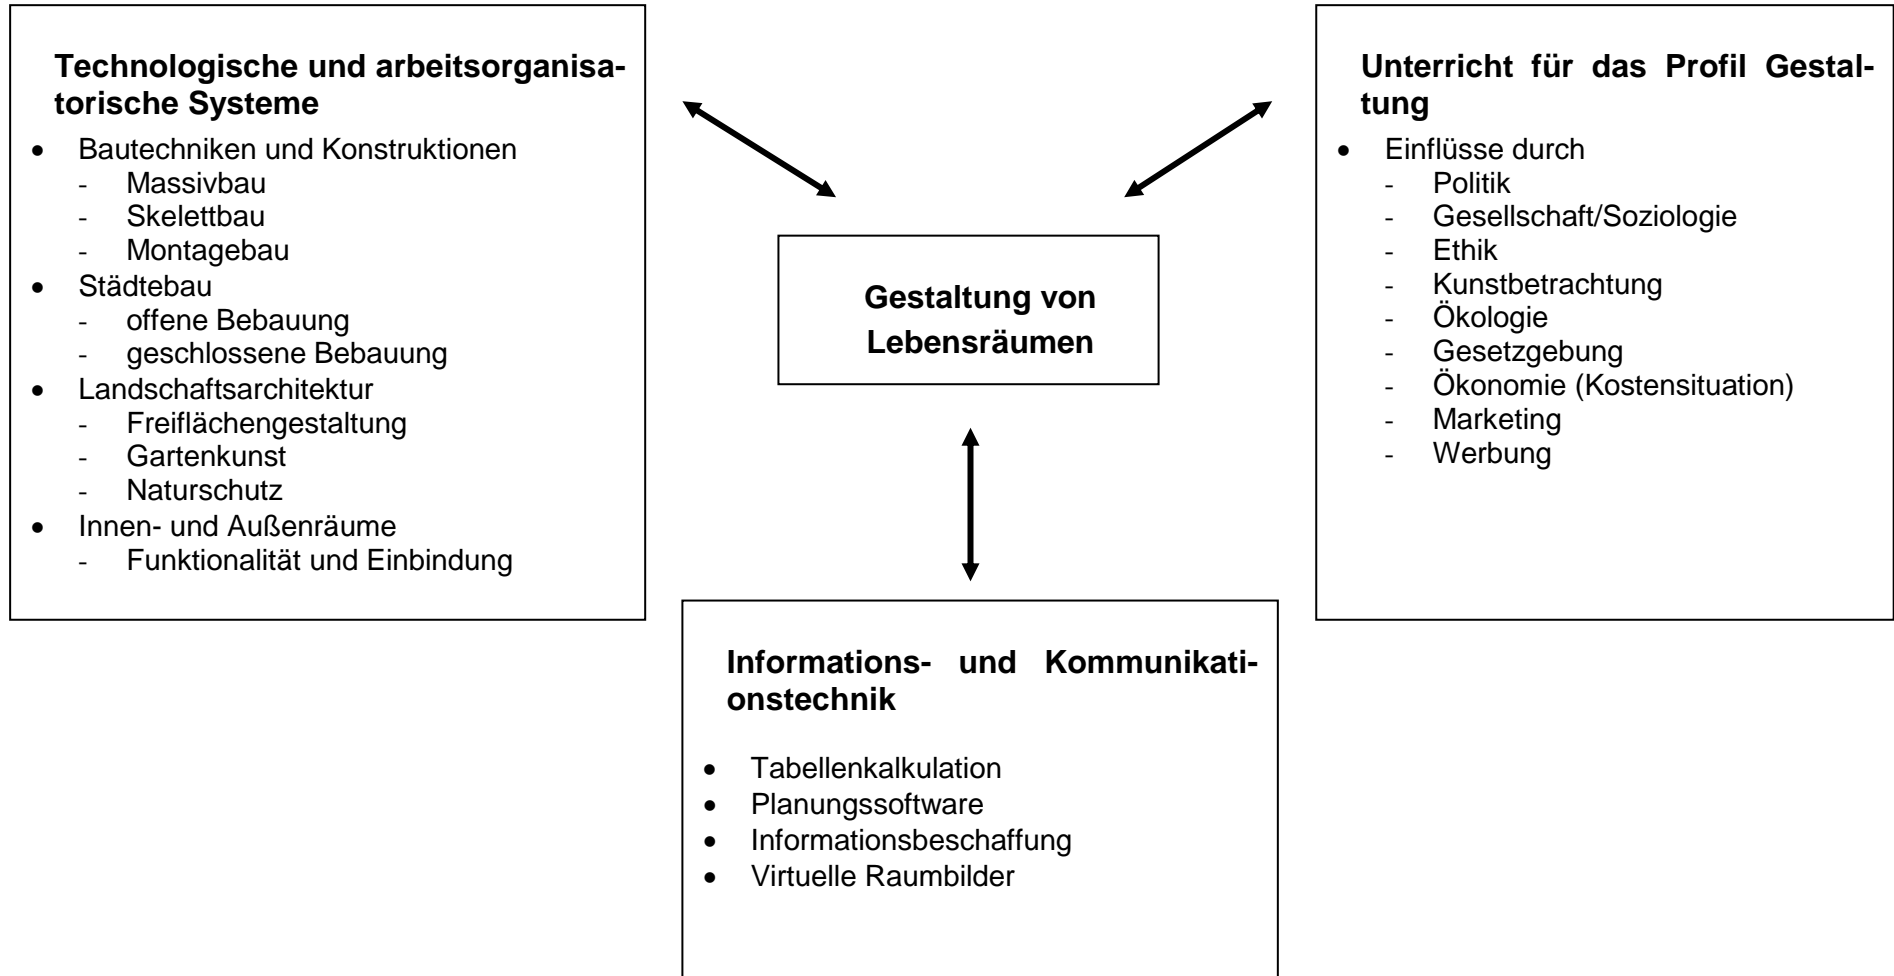 Technologische und arbeitsorganisa-
torische Systeme
• Bautechniken und Konstruktionen
- Massivbau
- Skelettbau
- Montagebau
• Städtebau
- offene Bebauung
- geschlossene Bebauung
• Landschaftsarchitektur
- Freiflächengestaltung
- Gartenkunst
- Naturschutz
• Innen- und Außenräume
- Funktionalität und Einbindung
Gestaltung von
Lebensräumen
Unterricht für das Profil Gestal-
tung
• Einflüsse durch
- Politik
- Gesellschaft/Soziologie
- Ethik
- Kunstbetrachtung
- Ökologie
- Gesetzgebung
- Ökonomie (Kostensituation)
- Marketing
- Werbung
Informations- und Kommunikati-
onstechnik
• Tabellenkalkulation
• Planungssoftware
• Informationsbeschaffung
• Virtuelle Raumbilder